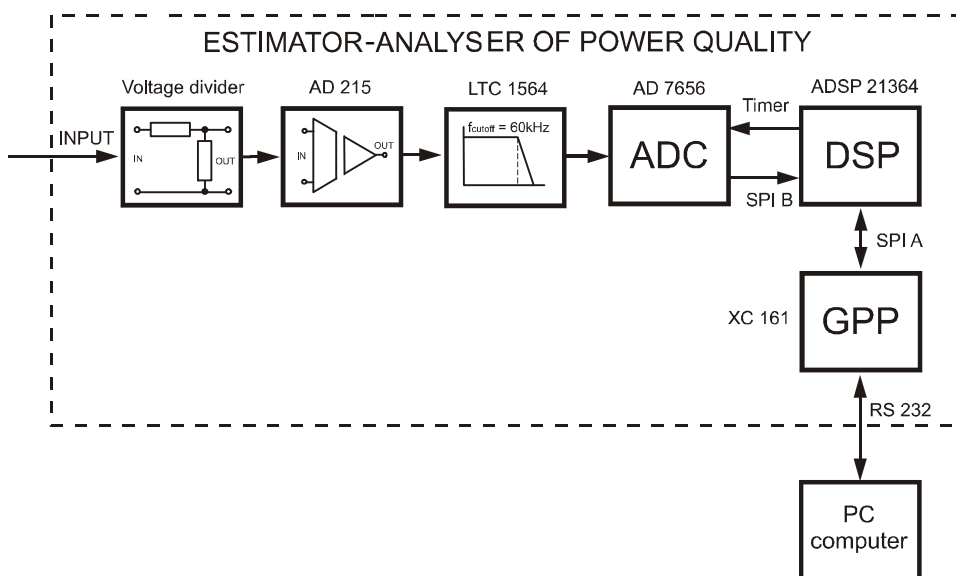 ESTIMATOR-ANALYSER OF POWER QUALITY
Voltage divider
AD 215
LTC 1564
AD 7656
ADSP 21364
INPUT
IN
OUT
IN
OUT
fcutoff = 60kHz
ADC
Timer
SPI B
DSP
SPI A
XC 161
GPP
RS 232
PC
computer